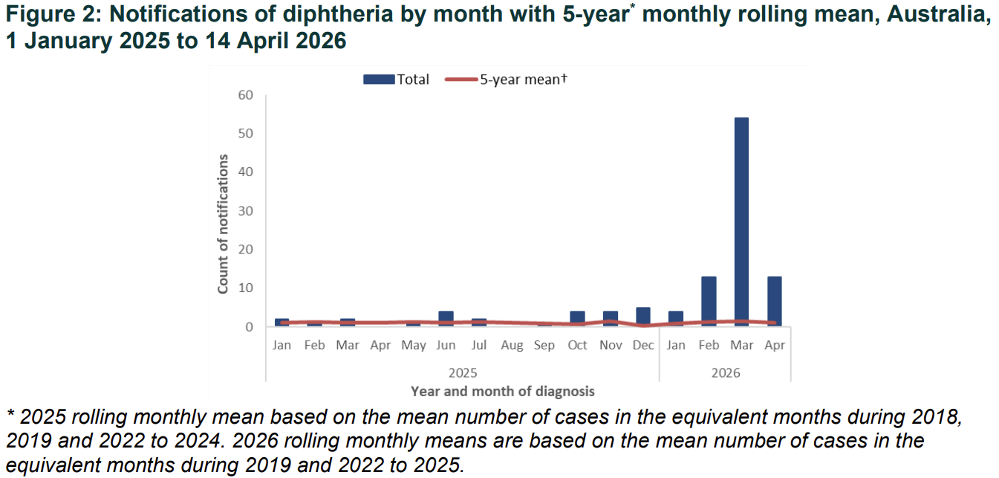 Figure 2: Notifications of diphtheria by month with 5-year* monthly rolling mean, Australia,
1 January 2025 to 14 April 2026
Total 5-year mean†
60
50
40
30
20
10
0
Count of notifications
Jan Feb Mar Apr May Jun Jul Aug Sep Oct Nov Dec Jan Feb Mar Apr
2025 2026
Year and month of diagnosis
* 2025 rolling monthly mean based on the mean number of cases in the equivalent months during 2018,
2019 and 2022 to 2024. 2026 rolling monthly means are based on the mean number of cases in the
equivalent months during 2019 and 2022 to 2025.